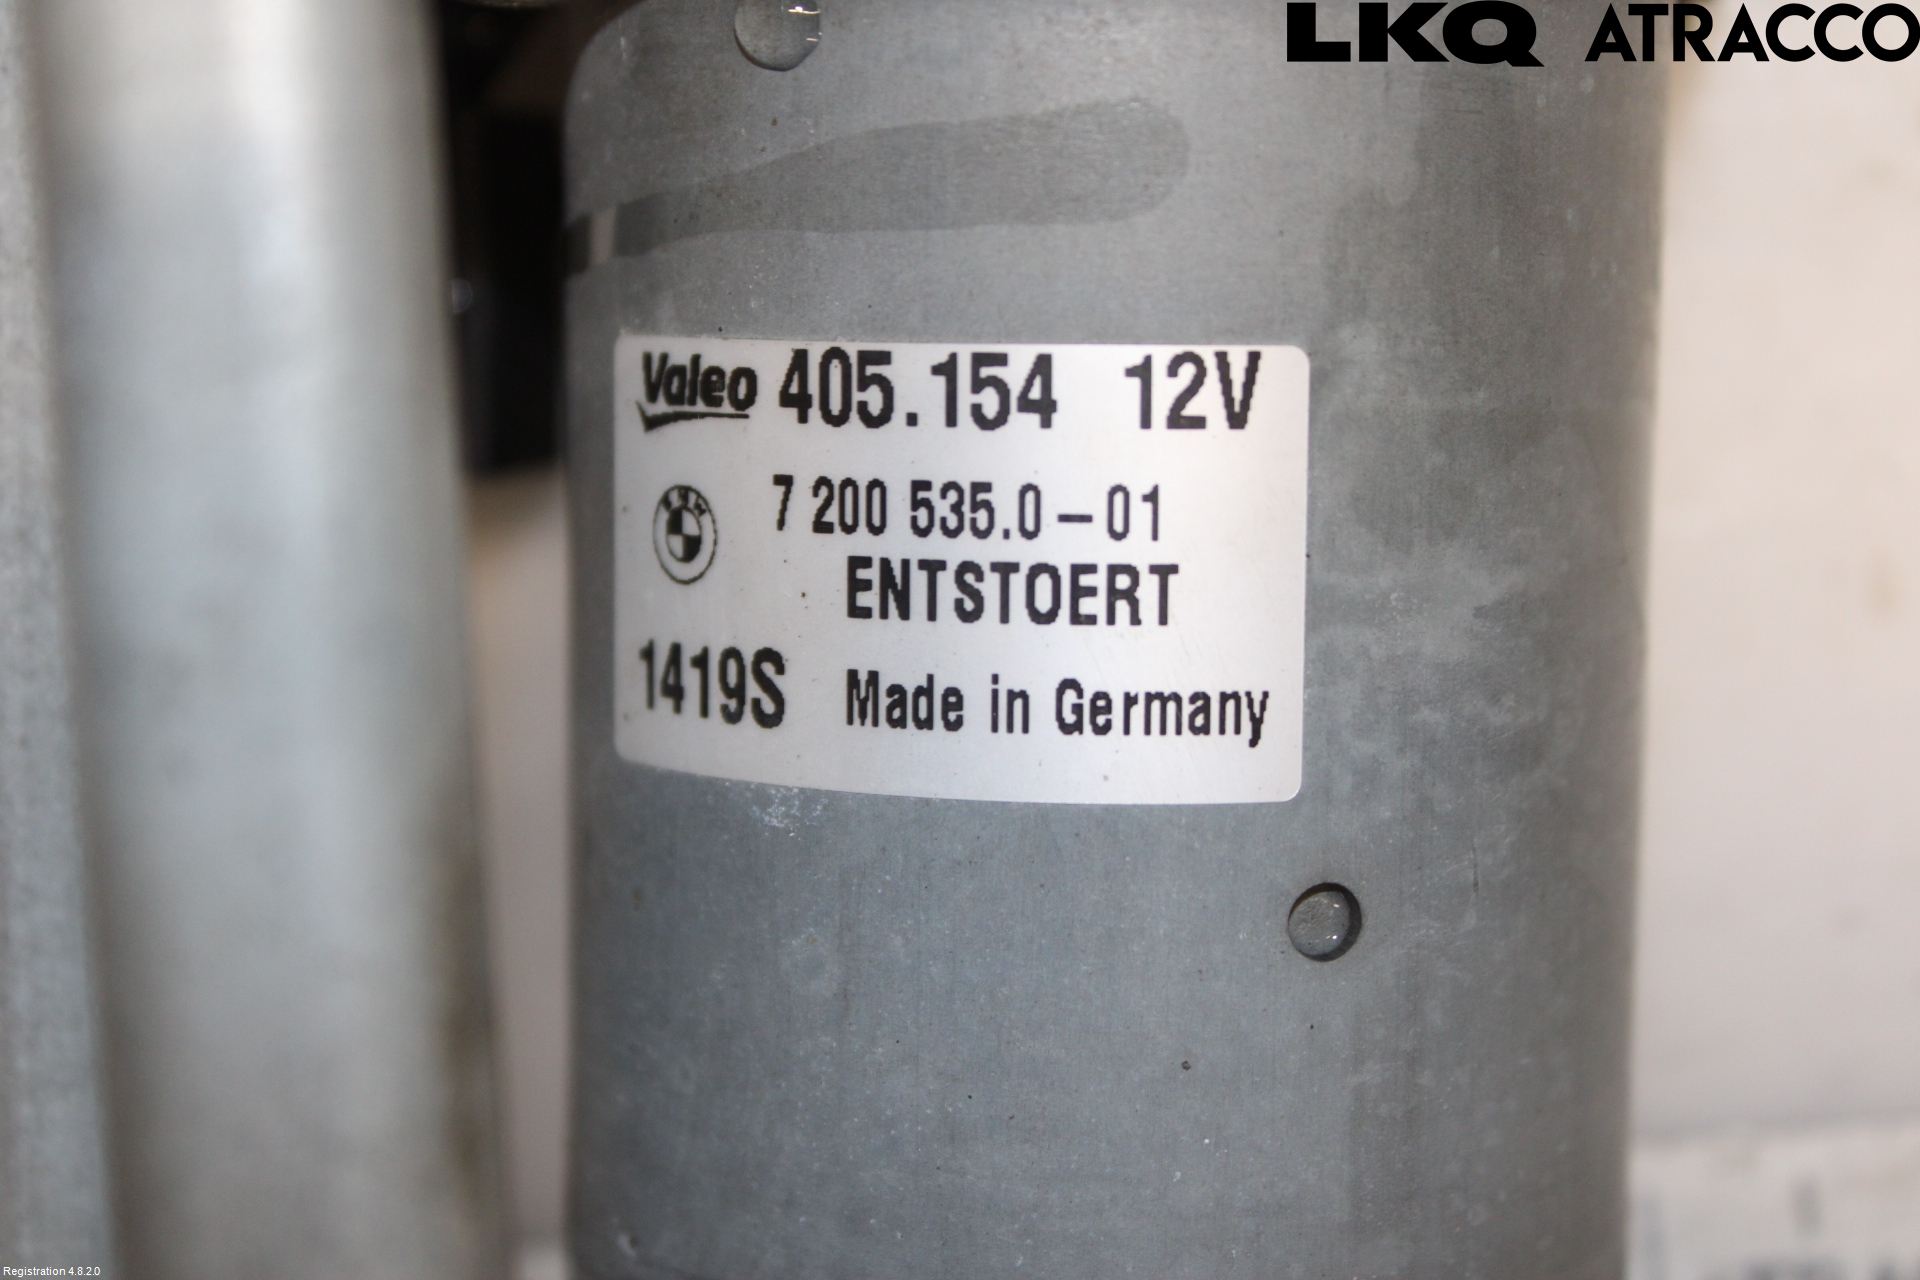 LKQ ATRACCO
Valeo 405.154 12V
BMW 7 200 535.0-01
ENTSTOERT
1419S Made in Germany
Registration 4.8.2.0